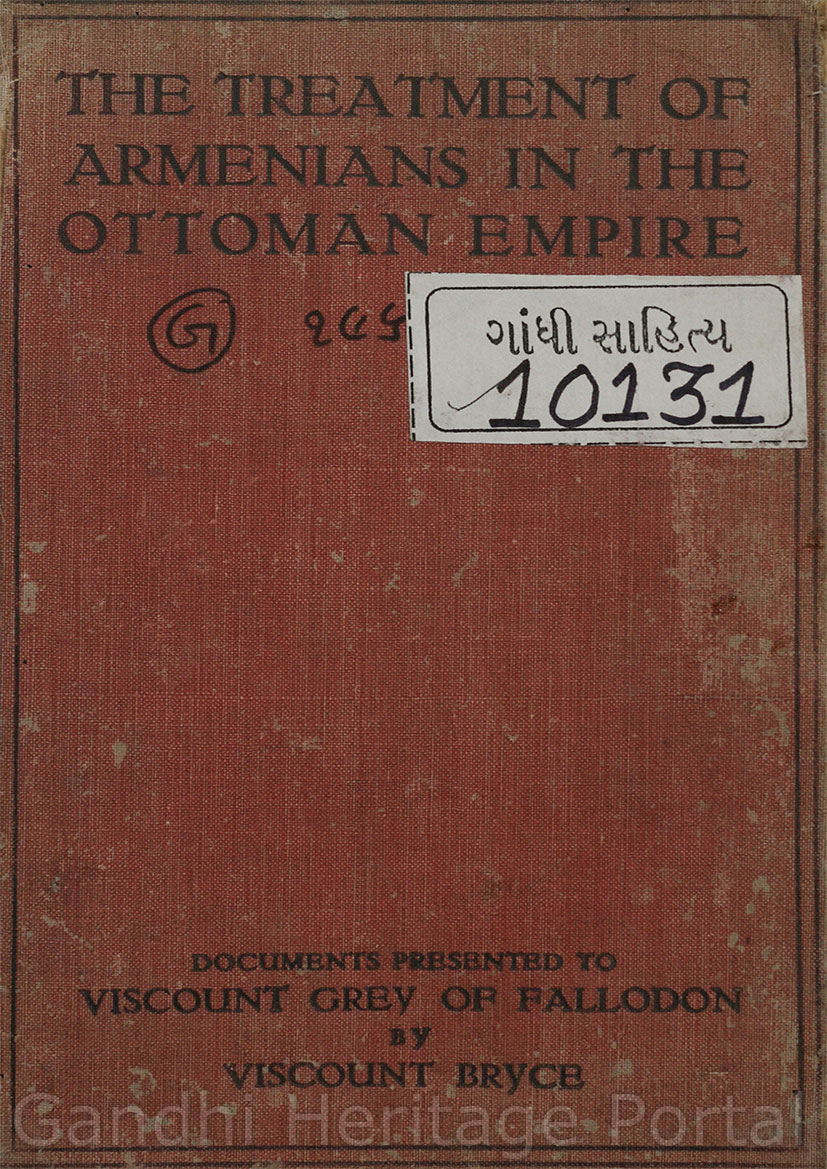 THE TREATMENT OF
ARMENIANS IN THE
OTTOMAN EMPIRE
ગાંધી સાહિત્ય
10131
DOCUMENTS PRESENTED TO
VISCOUNT GREY OF FALLODON
BY
VISCOUNT BRYCE
Gandhi Heritage Portal